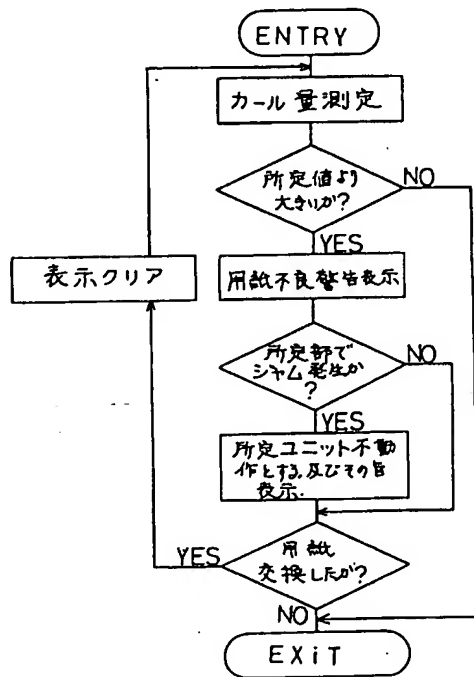 ENTRY
カール量測定
所定値より
大きいか?
NO
YES
表示クリア
用紙不良警告表示
所定部で
ジャム発生か
?
NO
YES
所定ユニット不動
作とする,及びその旨
表示.
YES
用紙
交換したか?
NO
EXiT